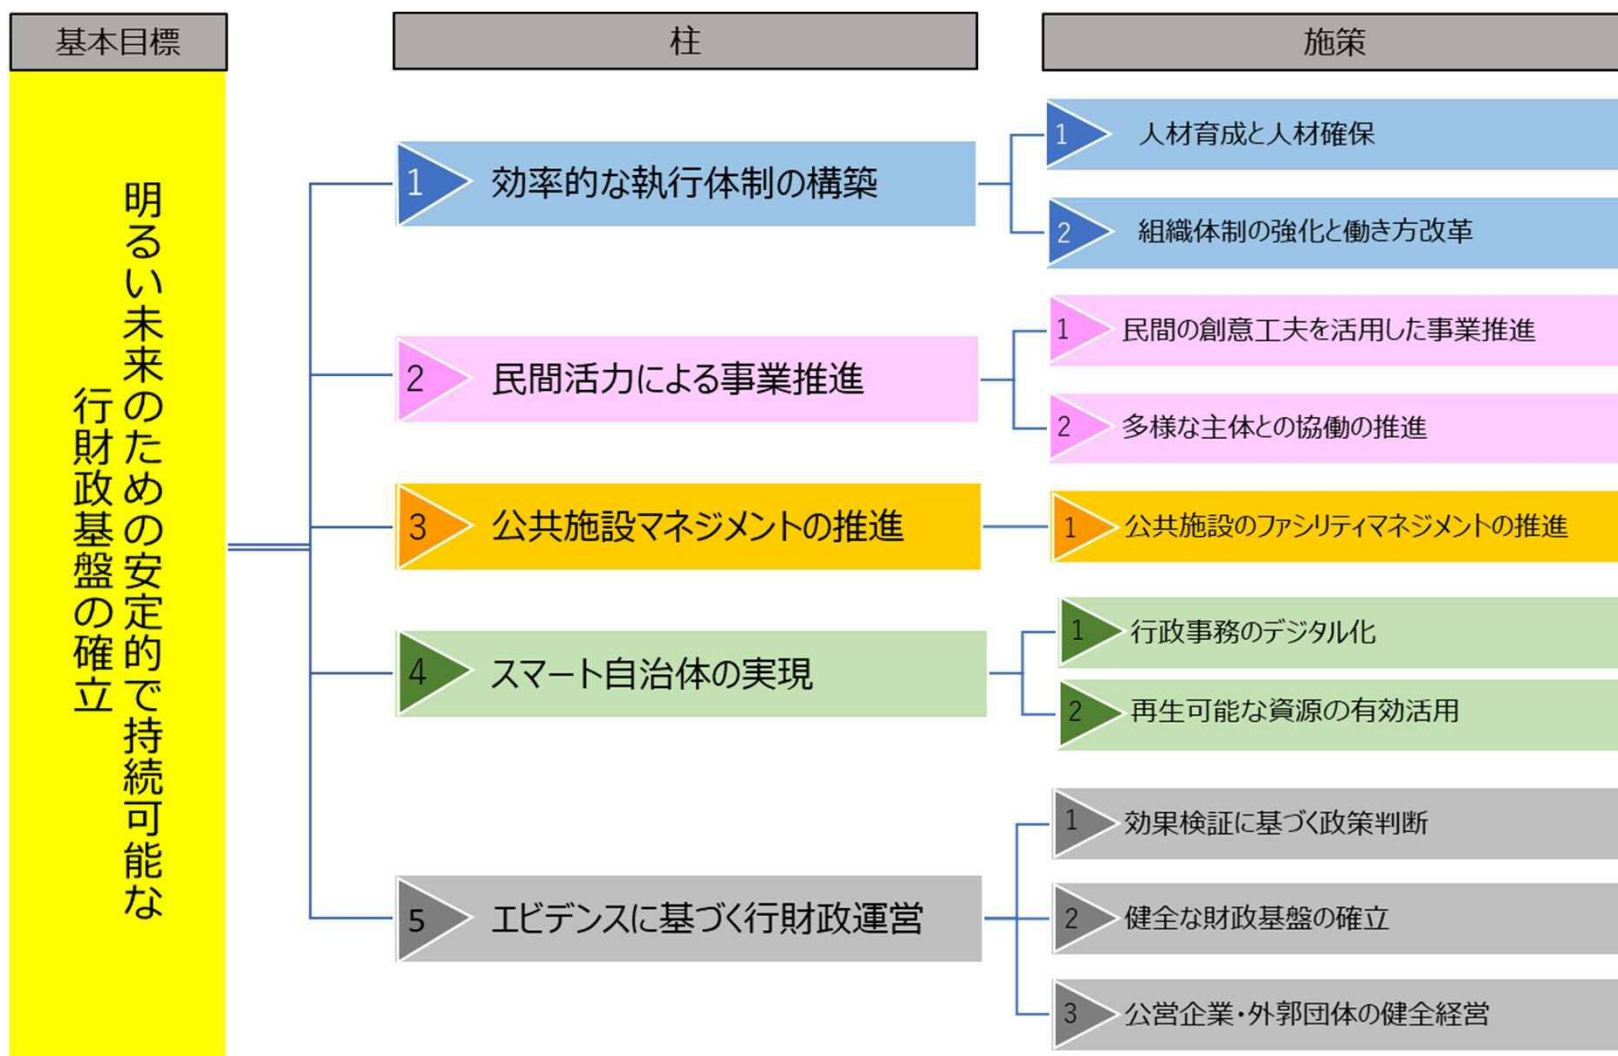 基本目標
柱
施策
明るい未来のための安定的で持続可能な
行財政基盤の確立
1 効率的な執行体制の構築
1 人材育成と人材確保
2 組織体制の強化と働き方改革
2 民間活力による事業推進
1 民間の創意工夫を活用した事業推進
2 多様な主体との協働の推進
3 公共施設マネジメントの推進
1 公共施設のファシリティマネジメントの推進
4 スマート自治体の実現
1 行政事務のデジタル化
2 再生可能な資源の有効活用
5 エビデンスに基づく行財政運営
1 効果検証に基づく政策判断
2 健全な財政基盤の確立
3 公営企業・外郭団体の健全経営